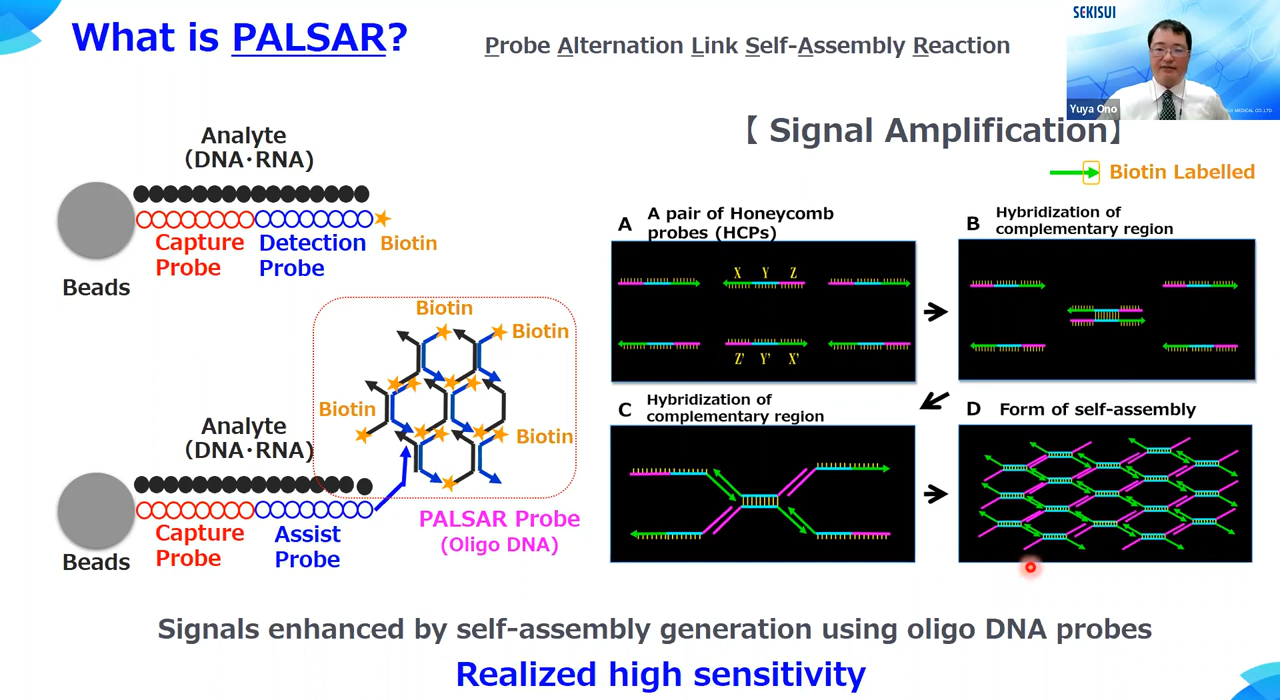 What is PALSAR?
Probe Alternation Link Self-Assembly Reaction
SEKISUI
Yuya Ono
MEDICAL CO.,LTD.
【 Signal Amplification】
Biotin Labelled
Analyte
(DNA・RNA)
Capture
Probe
Detection
Probe
Biotin
Beads
Biotin
Biotin
Biotin
Biotin
Analyte
(DNA・RNA)
Capture
Probe
Assist
Probe
Beads
PALSAR Probe
(Oligo DNA)
A
A pair of Honeycomb
probes (HCPs)
X Y Z
Z' Y' X'
B
Hybridization of
complementary region
C
Hybridization of
complementary region
D
Form of self-assembly
Signals enhanced by self-assembly generation using oligo DNA probes
Realized high sensitivity